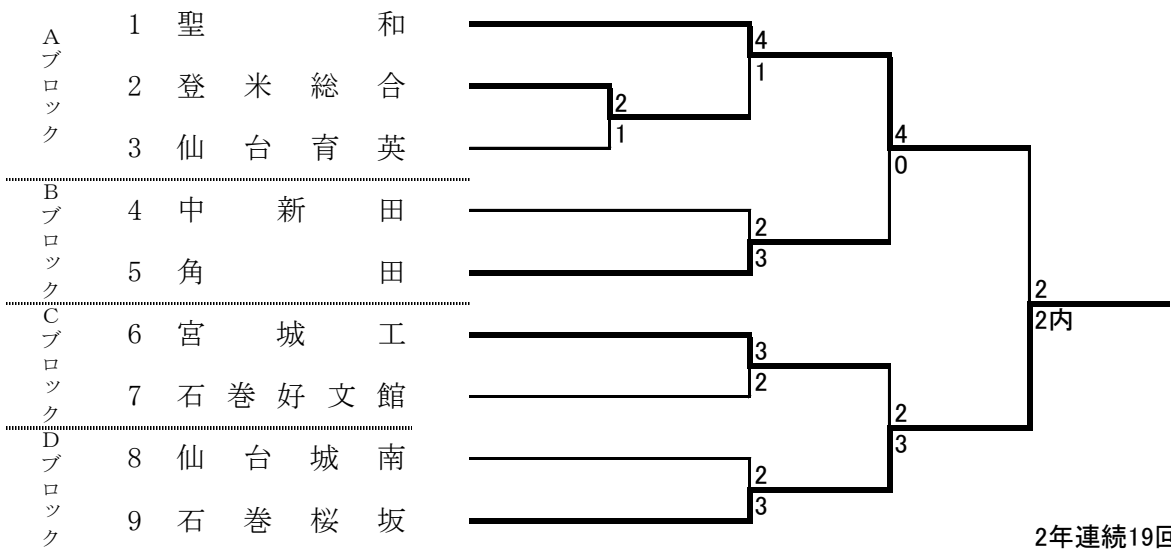 Aブロック
1 聖和
4
1
2 登米総合
2
1
3 仙台育英
4
0
Bブロック
4 中新田
2
3
5 角田
2
2内
Cブロック
6 宮城工
3
2
7 石巻好文館
2
3
Dブロック
8 仙台城南
2
3
9 石巻桜坂
2年連続19回